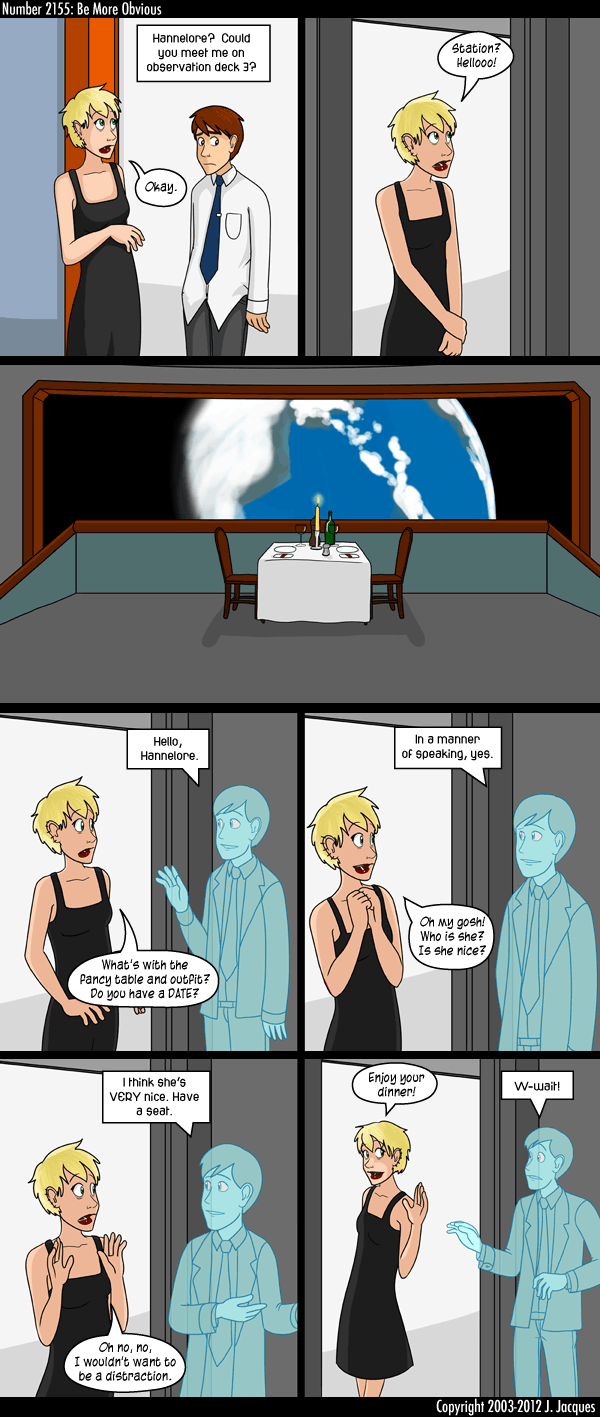 Number 2155: Be More Obvious
Hannelore? Could
you meet me on
observation deck 3?
Okay.
Station?
Hellooo!
Hello,
Hannelore.
What's with the
fancy table and outfit?
Do you have a DATE?
In a manner
of speaking, yes.
Oh my gosh!
Who is she?
Is she nice?
I think she's
VERY nice. Have
a seat.
Oh no, no,
I wouldn't want to
be a distraction.
Enjoy your
dinner!
W-wait!
Copyright 2003-2012 J. Jacques